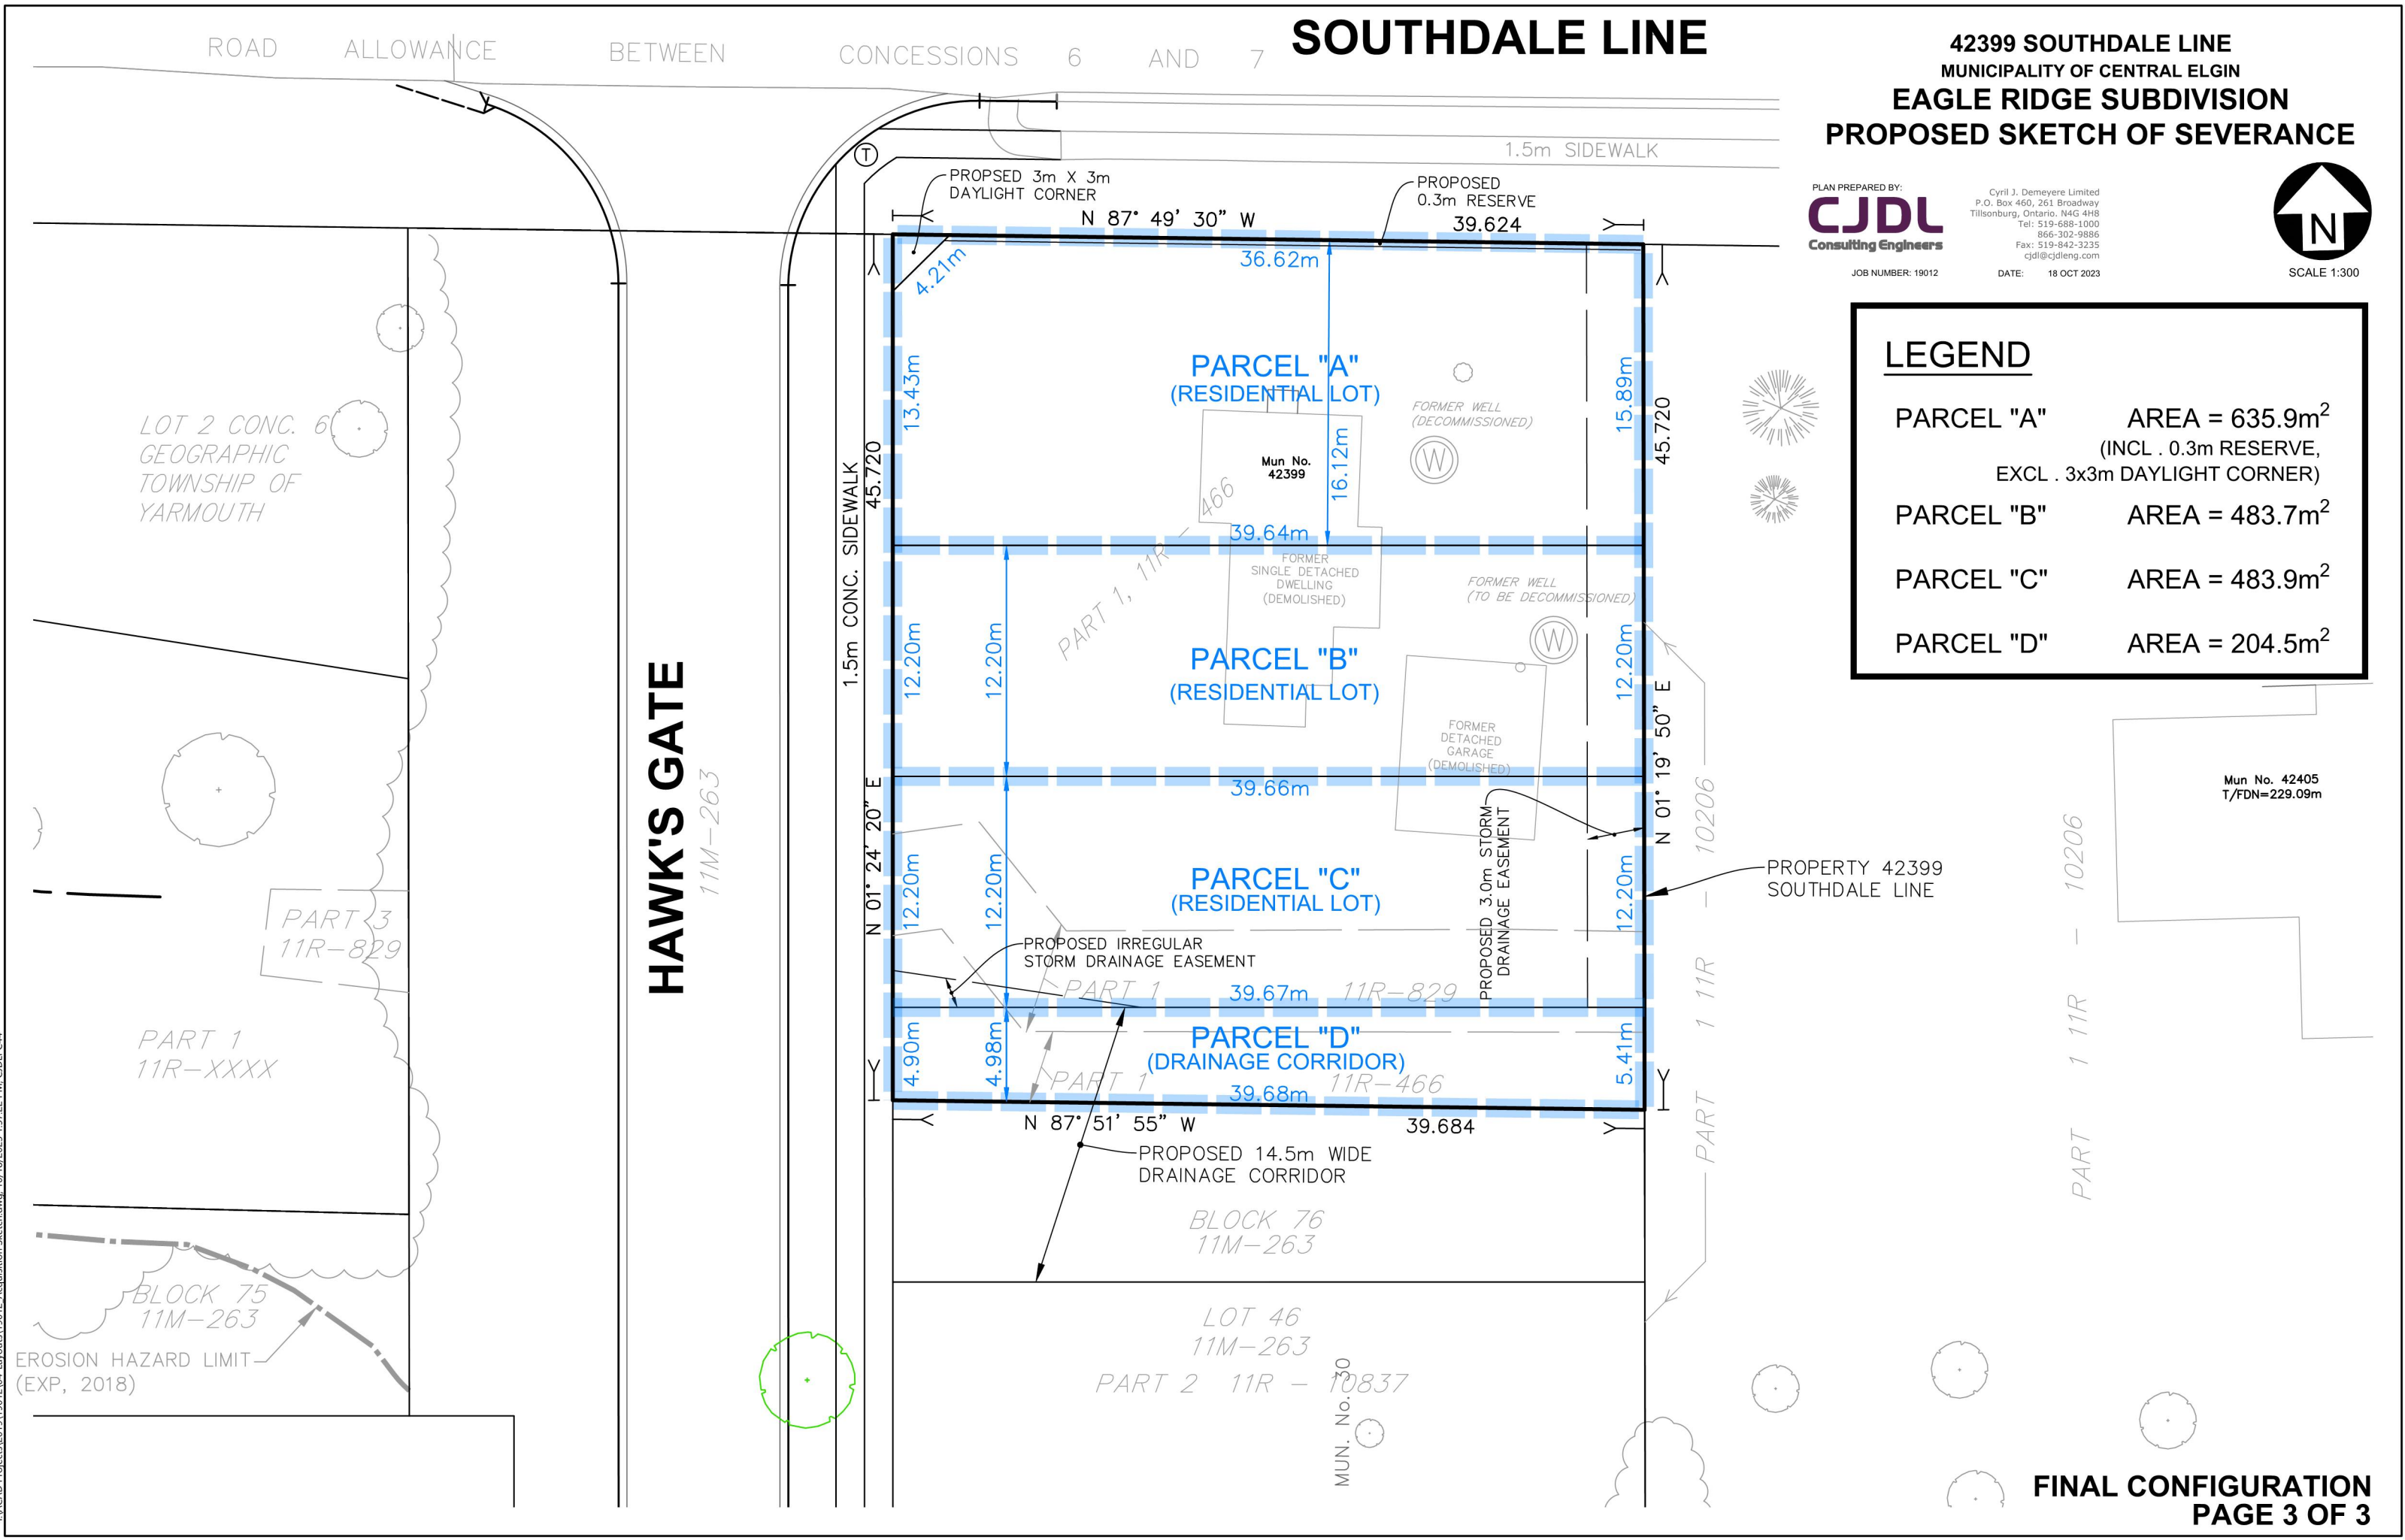 SOUTHDALE LINE
ROAD ALLOWANCE BETWEEN CONCESSIONS 6 AND 7
42399 SOUTHDALE LINE
MUNICIPALITY OF CENTRAL ELGIN
EAGLE RIDGE SUBDIVISION
PROPOSED SKETCH OF SEVERANCE
PLAN PREPARED BY:
CJDL
Consulting Engineers
Cyril J. Demeyere Limited
P.O. Box 460, 261 Broadway
Tillsonburg, Ontario. N4G 4H8
Tel: 519-688-1000
866-302-9886
Fax: 519-842-3235
cjdl@cjdleng.com
JOB NUMBER: 19012
DATE: 18 OCT 2023
N
SCALE 1:300
LEGEND
PARCEL "A" AREA = 635.9m2
(INCL . 0.3m RESERVE,
EXCL . 3x3m DAYLIGHT CORNER)
PARCEL "B" AREA = 483.7m2
PARCEL "C" AREA = 483.9m2
PARCEL "D" AREA = 204.5m2
1.5m SIDEWALK
T
PROPSED 3m X 3m
DAYLIGHT CORNER
PROPOSED
0.3m RESERVE
N 87° 49' 30" W
39.624
4.21m
36.62m
13.43m
PARCEL "A"
(RESIDENTIAL LOT)
16.12m
15.89m
45.720
45.720
Mun No.
42399
FORMER WELL
(DECOMMISSIONED)
W
PART 1, 11R - 466
39.64m
FORMER
SINGLE DETACHED
DWELLING
(DEMOLISHED)
FORMER WELL
(TO BE DECOMMISSIONED)
W
12.20m
12.20m
PARCEL "B"
(RESIDENTIAL LOT)
12.20m
FORMER
DETACHED
GARAGE
(DEMOLISHED)
39.66m
12.20m
12.20m
PARCEL "C"
(RESIDENTIAL LOT)
12.20m
PROPOSED 3.0m STORM
DRAINAGE EASEMENT
PROPOSED IRREGULAR
STORM DRAINAGE EASEMENT
PART 1 11R-829
39.67m
4.90m
4.98m
PARCEL "D"
(DRAINAGE CORRIDOR)
5.41m
PART 1 11R-466
39.68m
N 87° 51' 55" W
39.684
PROPOSED 14.5m WIDE
DRAINAGE CORRIDOR
BLOCK 76
11M-263
LOT 46
11M-263
PART 2 11R - 10837
MUN. No. 30
1.5m CONC. SIDEWALK
N 01° 24' 20" E
N 01° 19' 50" E
HAWK'S GATE
11M-263
PROPERTY 42399
SOUTHDALE LINE
PART 1 11R - 10206
PART 1 11R - 10206
Mun No. 42405
T/FDN=229.09m
LOT 2 CONC. 6
GEOGRAPHIC
TOWNSHIP OF
YARMOUTH
PART 3
11R-829
PART 1
11R-XXXX
BLOCK 75
11M-263
EROSION HAZARD LIMIT
(EXP, 2018)
FINAL CONFIGURATION
PAGE 3 OF 3